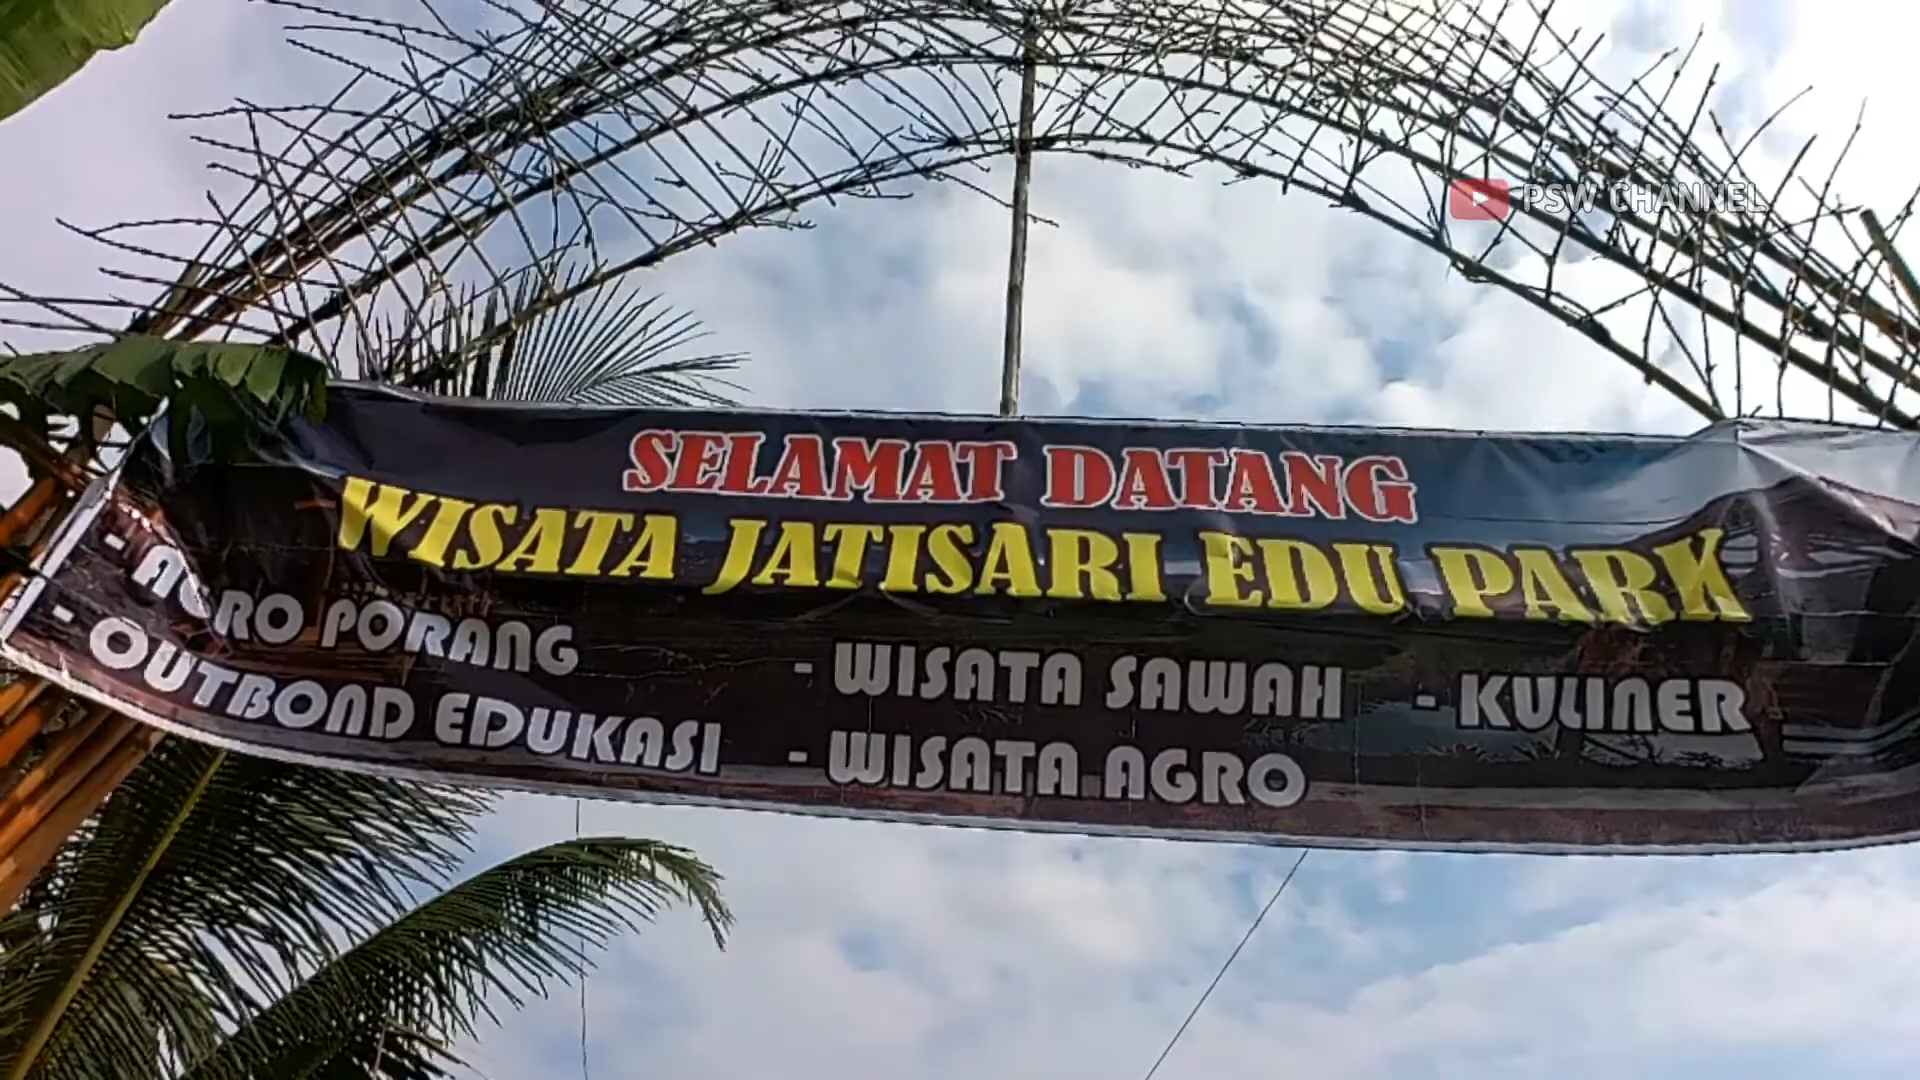 PSW CHANNEL
SELAMAT DATANG
WISATA JATISARI EDU PARK
- AGRO PORANG
- WISATA SAWAH
- KULINER
- OUTBOND EDUKASI
- WISATA AGRO